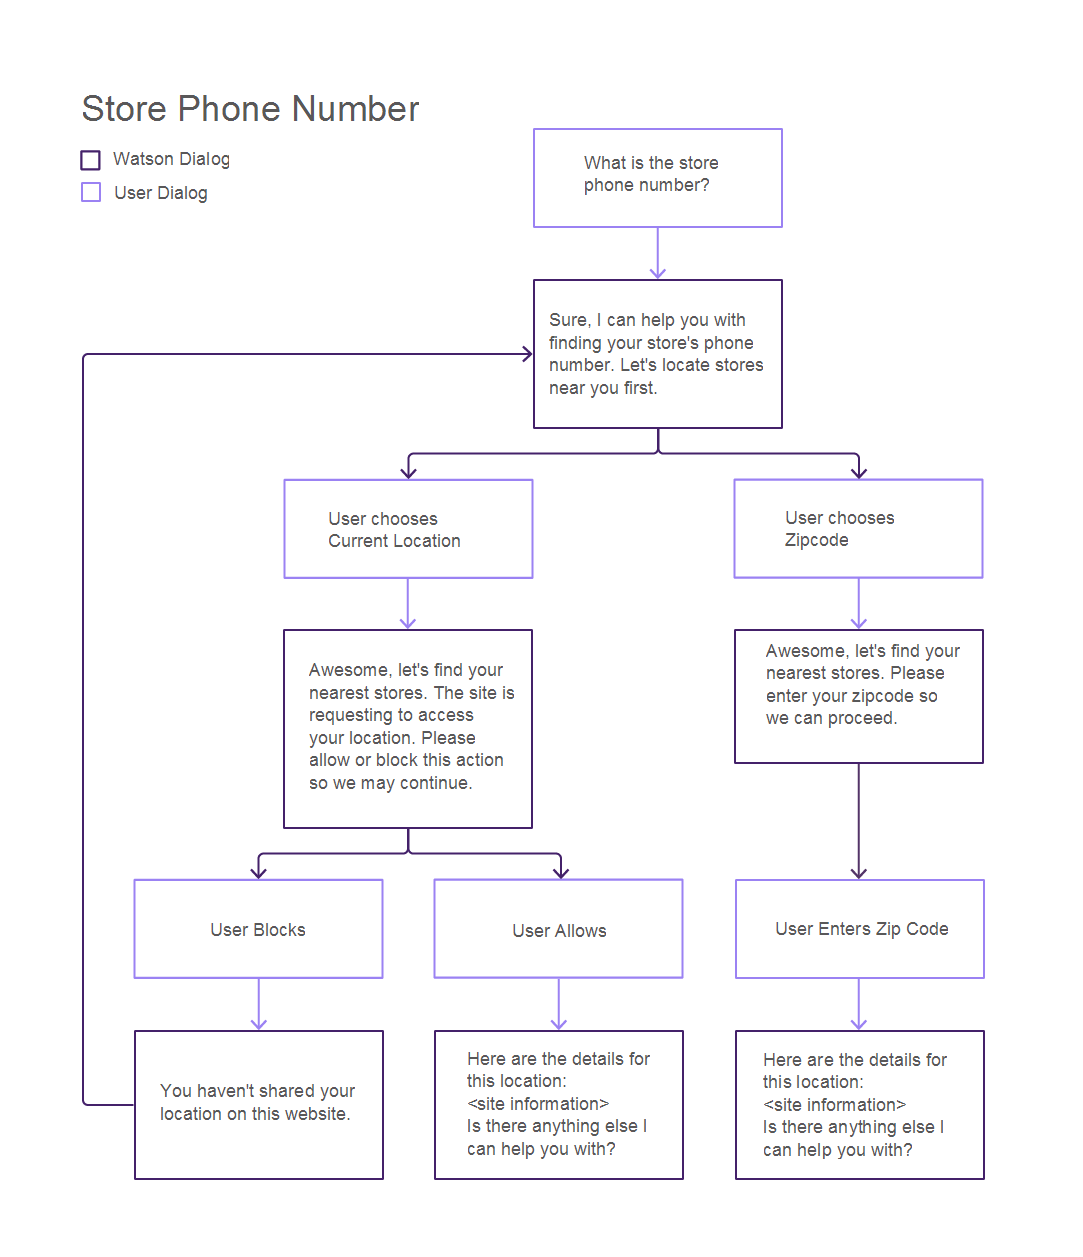 Store Phone Number
Watson Dialog
User Dialog
What is the store
phone number?
Sure, I can help you with
finding your store's phone
number. Let's locate stores
near you first.
User chooses
Current Location
User chooses
Zipcode
Awesome, let's find your
nearest stores. The site is
requesting to access
your location. Please
allow or block this action
so we may continue.
Awesome, let's find your
nearest stores. Please
enter your zipcode so
we can proceed.
User Blocks
User Allows
User Enters Zip Code
You haven't shared your
location on this website.
Here are the details for
this location:
<site information>
Is there anything else I
can help you with?
Here are the details for
this location:
<site information>
Is there anything else I
can help you with?